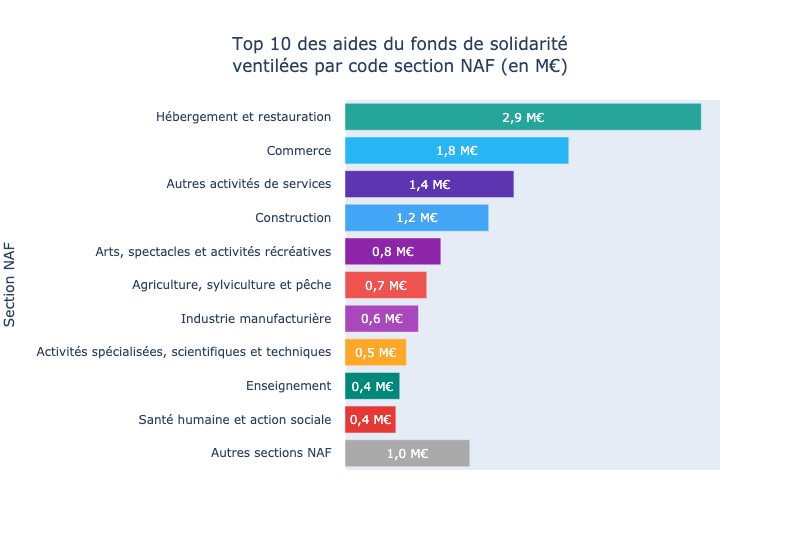 Top 10 des aides du fonds de solidarité
ventilées par code section NAF (en M€)
Section NAF
Hébergement et restauration 2,9 M€
Commerce 1,8 M€
Autres activités de services 1,4 M€
Construction 1,2 M€
Arts, spectacles et activités récréatives 0,8 M€
Agriculture, sylviculture et pêche 0,7 M€
Industrie manufacturière 0,6 M€
Activités spécialisées, scientifiques et techniques 0,5 M€
Enseignement 0,4 M€
Santé humaine et action sociale 0,4 M€
Autres sections NAF 1,0 M€